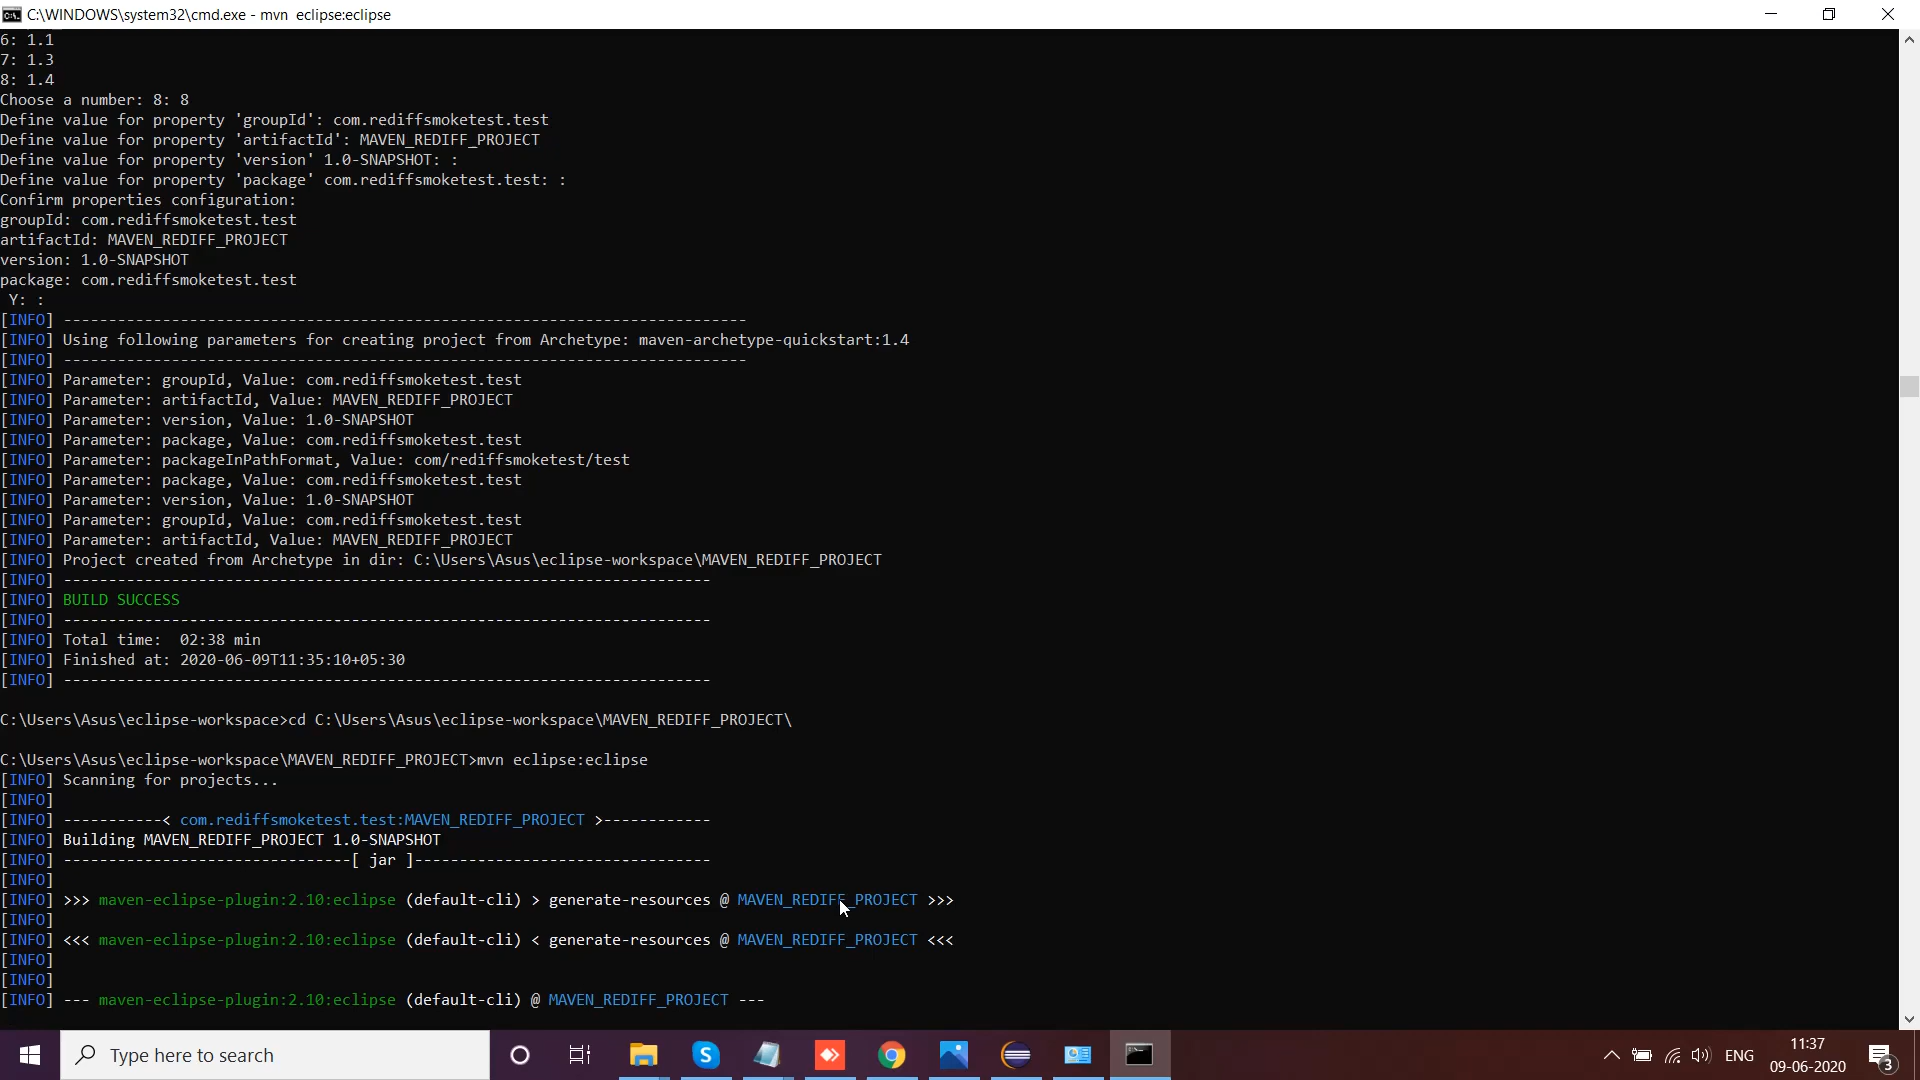 C:\WINDOWS\system32\cmd.exe - mvn  eclipse:eclipse
6: 1.1
7: 1.3
8: 1.4
Choose a number: 8: 8
Define value for property 'groupId': com.rediffsmoketest.test
Define value for property 'artifactId': MAVEN_REDIFF_PROJECT
Define value for property 'version' 1.0-SNAPSHOT: :
Define value for property 'package' com.rediffsmoketest.test: :
Confirm properties configuration:
groupId: com.rediffsmoketest.test
artifactId: MAVEN_REDIFF_PROJECT
version: 1.0-SNAPSHOT
package: com.rediffsmoketest.test
 Y: :
[INFO] ----------------------------------------------------------------------------
[INFO] Using following parameters for creating project from Archetype: maven-archetype-quickstart:1.4
[INFO] ----------------------------------------------------------------------------
[INFO] Parameter: groupId, Value: com.rediffsmoketest.test
[INFO] Parameter: artifactId, Value: MAVEN_REDIFF_PROJECT
[INFO] Parameter: version, Value: 1.0-SNAPSHOT
[INFO] Parameter: package, Value: com.rediffsmoketest.test
[INFO] Parameter: packageInPathFormat, Value: com/rediffsmoketest/test
[INFO] Parameter: package, Value: com.rediffsmoketest.test
[INFO] Parameter: version, Value: 1.0-SNAPSHOT
[INFO] Parameter: groupId, Value: com.rediffsmoketest.test
[INFO] Parameter: artifactId, Value: MAVEN_REDIFF_PROJECT
[INFO] Project created from Archetype in dir: C:\Users\Asus\eclipse-workspace\MAVEN_REDIFF_PROJECT
[INFO] ------------------------------------------------------------------------
[INFO] BUILD SUCCESS
[INFO] ------------------------------------------------------------------------
[INFO] Total time:  02:38 min
[INFO] Finished at: 2020-06-09T11:35:10+05:30
[INFO] ------------------------------------------------------------------------
C:\Users\Asus\eclipse-workspace>cd C:\Users\Asus\eclipse-workspace\MAVEN_REDIFF_PROJECT\
C:\Users\Asus\eclipse-workspace\MAVEN_REDIFF_PROJECT>mvn eclipse:eclipse
[INFO] Scanning for projects...
[INFO]
[INFO] -----------< com.rediffsmoketest.test:MAVEN_REDIFF_PROJECT >------------
[INFO] Building MAVEN_REDIFF_PROJECT 1.0-SNAPSHOT
[INFO] --------------------------------[ jar ]---------------------------------
[INFO]
[INFO] >>> maven-eclipse-plugin:2.10:eclipse (default-cli) > generate-resources @ MAVEN_REDIFF_PROJECT >>>
[INFO]
[INFO] <<< maven-eclipse-plugin:2.10:eclipse (default-cli) < generate-resources @ MAVEN_REDIFF_PROJECT <<<
[INFO]
[INFO]
[INFO] --- maven-eclipse-plugin:2.10:eclipse (default-cli) @ MAVEN_REDIFF_PROJECT ---
Type here to search
ENG
11:37
09-06-2020
3